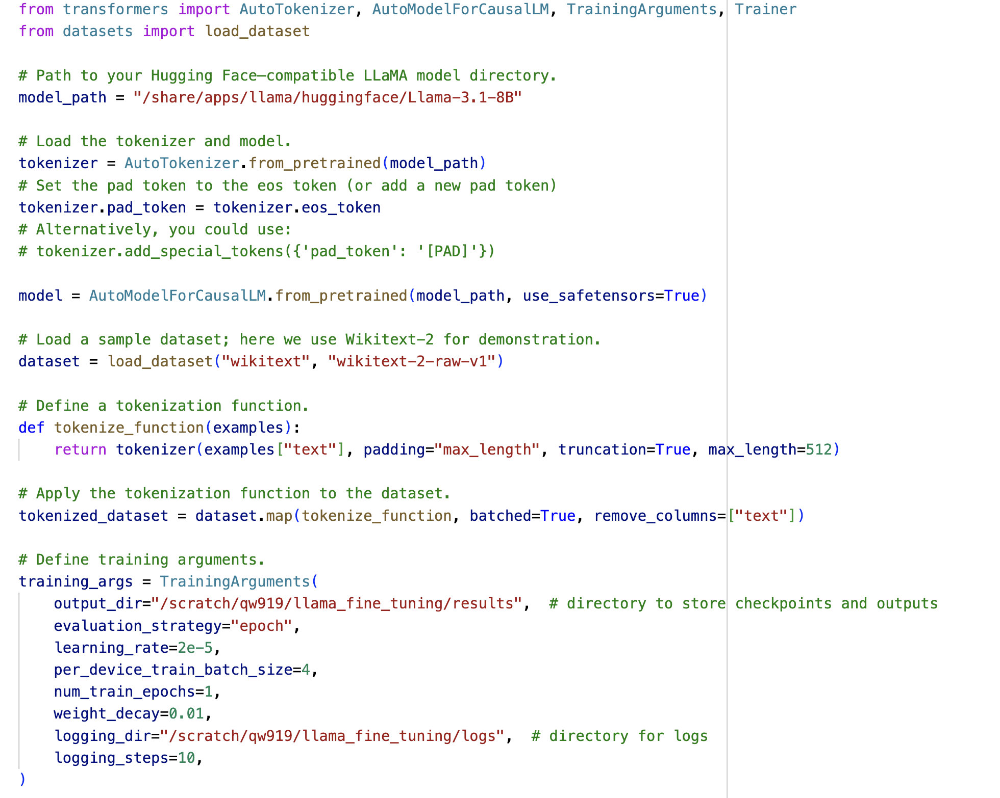 from transformers import AutoTokenizer, AutoModelForCausalLM, TrainingArguments, Trainer
from datasets import load_dataset

# Path to your Hugging Face–compatible LLaMA model directory.
model_path = "/share/apps/llama/huggingface/Llama-3.1-8B"

# Load the tokenizer and model.
tokenizer = AutoTokenizer.from_pretrained(model_path)
# Set the pad token to the eos token (or add a new pad token)
tokenizer.pad_token = tokenizer.eos_token
# Alternatively, you could use:
# tokenizer.add_special_tokens({'pad_token': '[PAD]'})

model = AutoModelForCausalLM.from_pretrained(model_path, use_safetensors=True)

# Load a sample dataset; here we use Wikitext-2 for demonstration.
dataset = load_dataset("wikitext", "wikitext-2-raw-v1")

# Define a tokenization function.
def tokenize_function(examples):
    return tokenizer(examples["text"], padding="max_length", truncation=True, max_length=512)

# Apply the tokenization function to the dataset.
tokenized_dataset = dataset.map(tokenize_function, batched=True, remove_columns=["text"])

# Define training arguments.
training_args = TrainingArguments(
    output_dir="/scratch/qw919/llama_fine_tuning/results",  # directory to store checkpoints and outputs
    evaluation_strategy="epoch",
    learning_rate=2e-5,
    per_device_train_batch_size=4,
    num_train_epochs=1,
    weight_decay=0.01,
    logging_dir="/scratch/qw919/llama_fine_tuning/logs",  # directory for logs
    logging_steps=10,
)